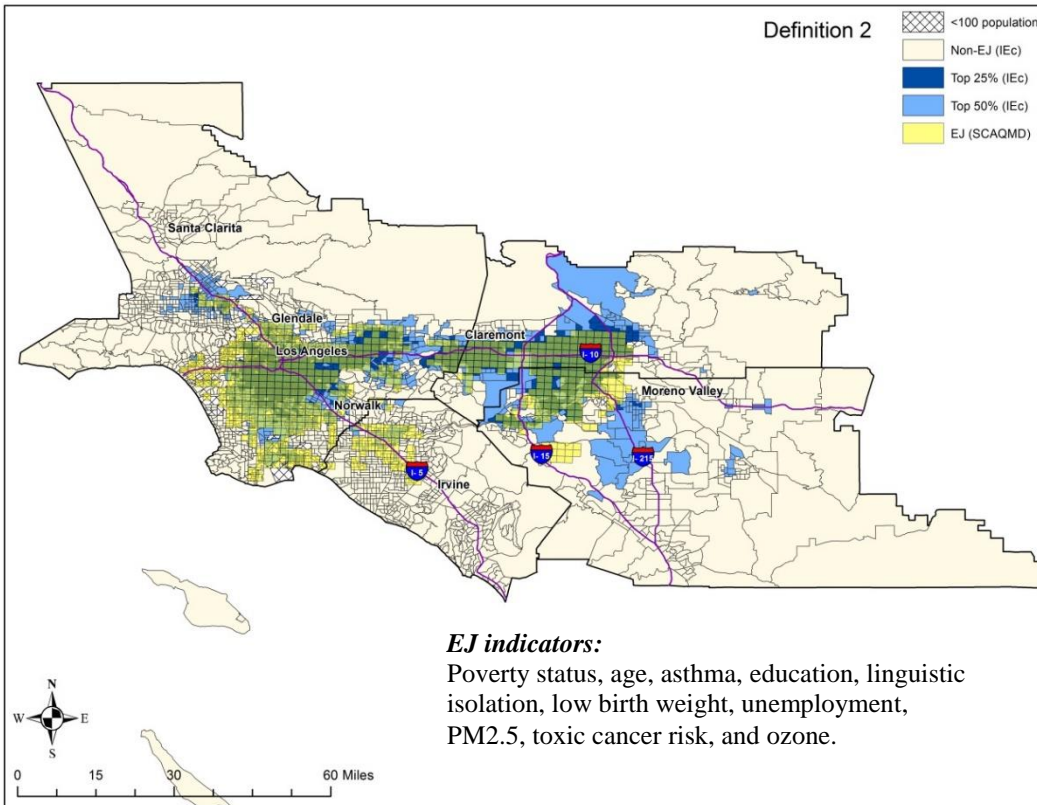 Definition 2
<100 population
Non-EJ (IEc)
Top 25% (IEc)
Top 50% (IEc)
EJ (SCAQMD)
Santa Clarita
Glendale
Los Angeles
Claremont
I- 10
Moreno Valley
Norwalk
I- 15
I- 215
I- 5
Irvine
EJ indicators:
Poverty status, age, asthma, education, linguistic
isolation, low birth weight, unemployment,
PM2.5, toxic cancer risk, and ozone.
N
W E
S
0 15 30 60 Miles